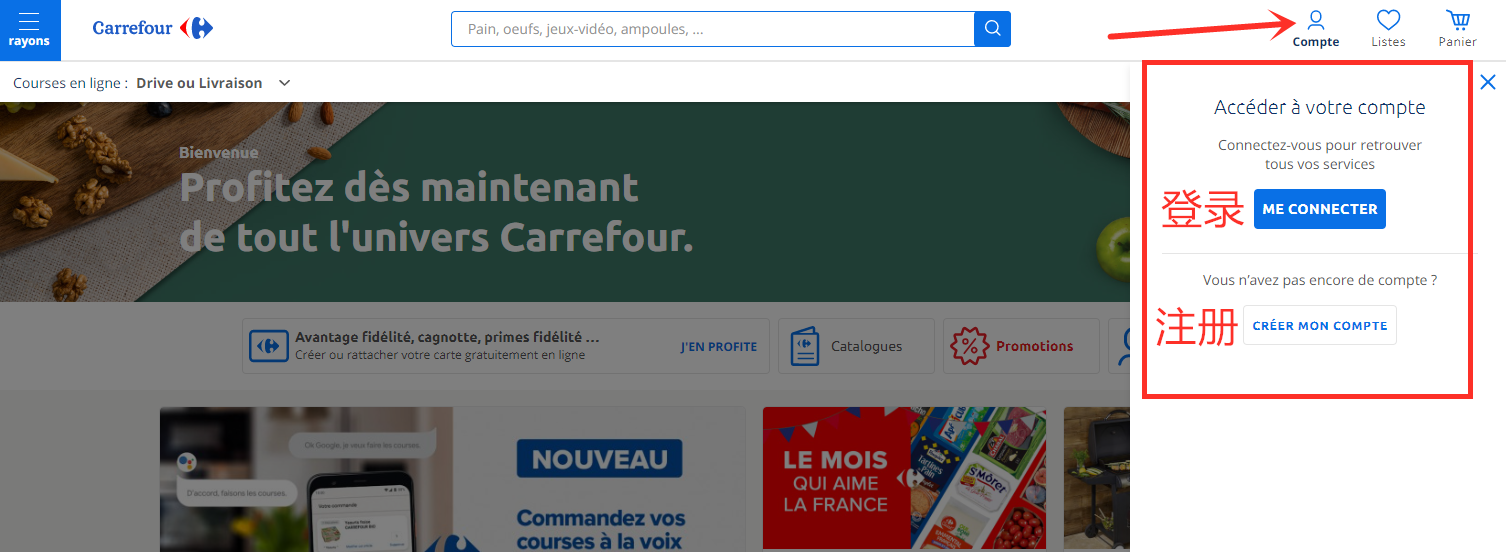 rayons
Carrefour
Pain, oeufs, jeux-vidéo, ampoules, ...
Compte
Listes
Panier
Courses en ligne : Drive ou Livraison
Bienvenue
Profitez dès maintenant
de tout l'univers Carrefour.
Accéder à votre compte
Connectez-vous pour retrouver
tous vos services
登录 ME CONNECTER
Vous n'avez pas encore de compte ?
注册 CRÉER MON COMPTE
Avantage fidélité, cagnotte, primes fidélité ...
Créer ou rattacher votre carte gratuitement en ligne
J'EN PROFITE
Catalogues
Promotions
Ok Google, je veux faire les courses.
D'accord, faisons les courses.
Votre commande
NOUVEAU
Commandez vos
courses à la voix
LE MOIS
QUI AIME
LA FRANCE
Tartines
St Môret